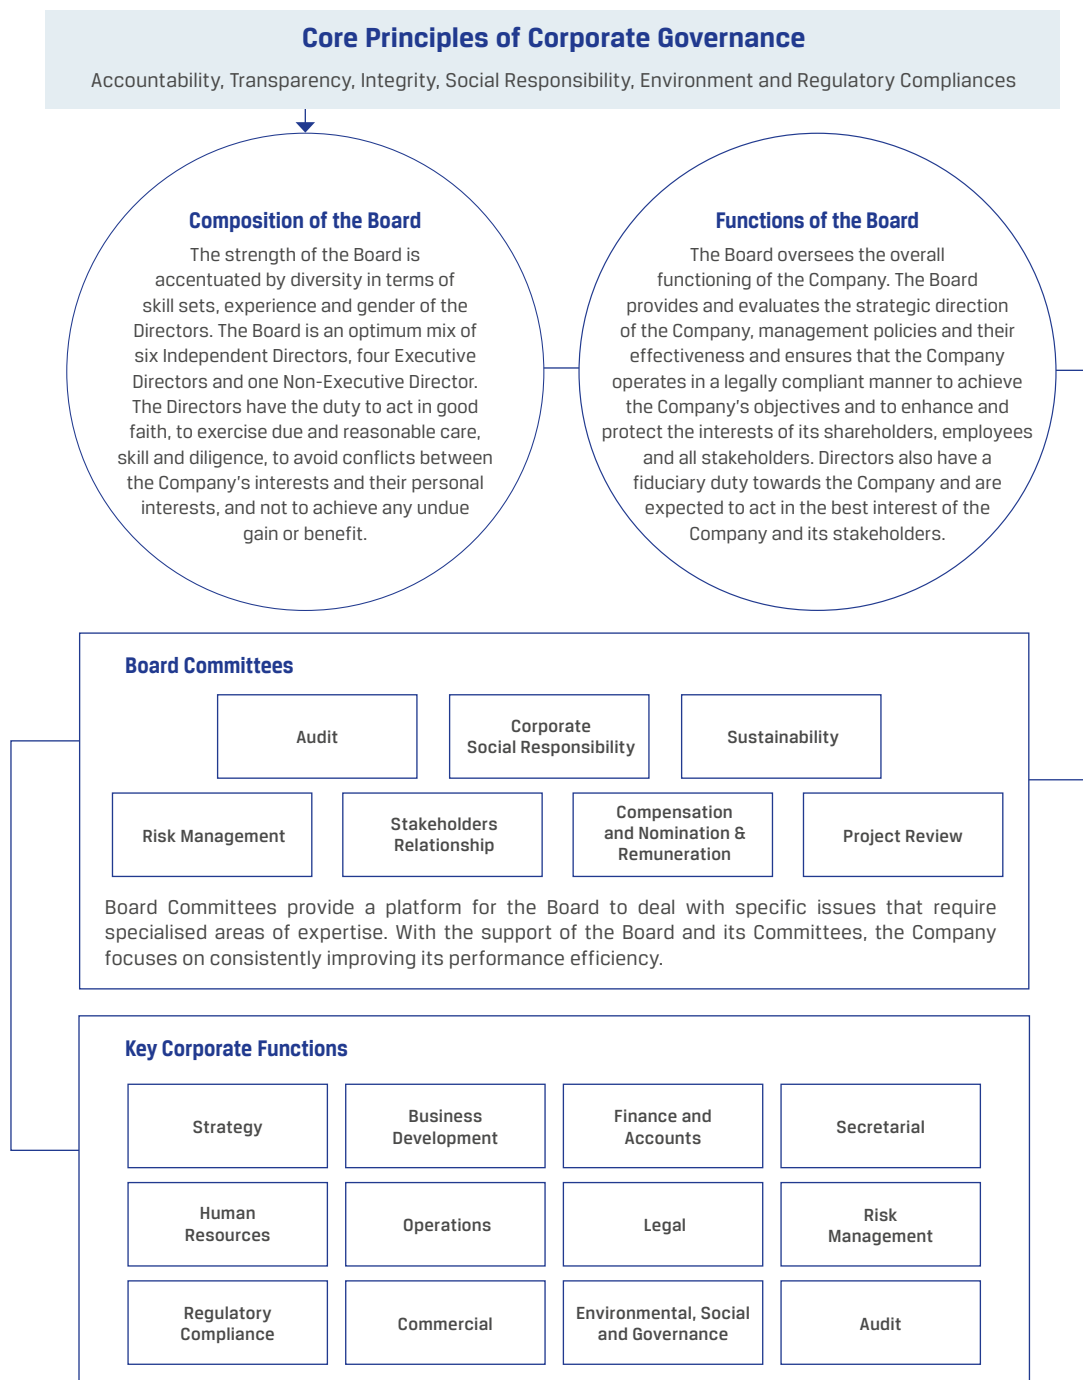 Core Principles of Corporate Governance
Accountability, Transparency, Integrity, Social Responsibility, Environment and Regulatory Compliances
Composition of the Board
The strength of the Board is
accentuated by diversity in terms of
skill sets, experience and gender of the
Directors. The Board is an optimum mix of
six Independent Directors, four Executive
Directors and one Non-Executive Director.
The Directors have the duty to act in good
faith, to exercise due and reasonable care,
skill and diligence, to avoid conflicts between
the Company's interests and their personal
interests, and not to achieve any undue
gain or benefit.
Functions of the Board
The Board oversees the overall
functioning of the Company. The Board
provides and evaluates the strategic direction
of the Company, management policies and their
effectiveness and ensures that the Company
operates in a legally compliant manner to achieve
the Company's objectives and to enhance and
protect the interests of its shareholders, employees
and all stakeholders. Directors also have a
fiduciary duty towards the Company and are
expected to act in the best interest of the
Company and its stakeholders.
Board Committees
Audit
Corporate
Social Responsibility
Sustainability
Risk Management
Stakeholders
Relationship
Compensation
and Nomination &
Remuneration
Project Review
Board Committees provide a platform for the Board to deal with specific issues that require
specialised areas of expertise. With the support of the Board and its Committees, the Company
focuses on consistently improving its performance efficiency.
Key Corporate Functions
Strategy
Business
Development
Finance and
Accounts
Secretarial
Human
Resources
Operations
Legal
Risk
Management
Regulatory
Compliance
Commercial
Environmental, Social
and Governance
Audit